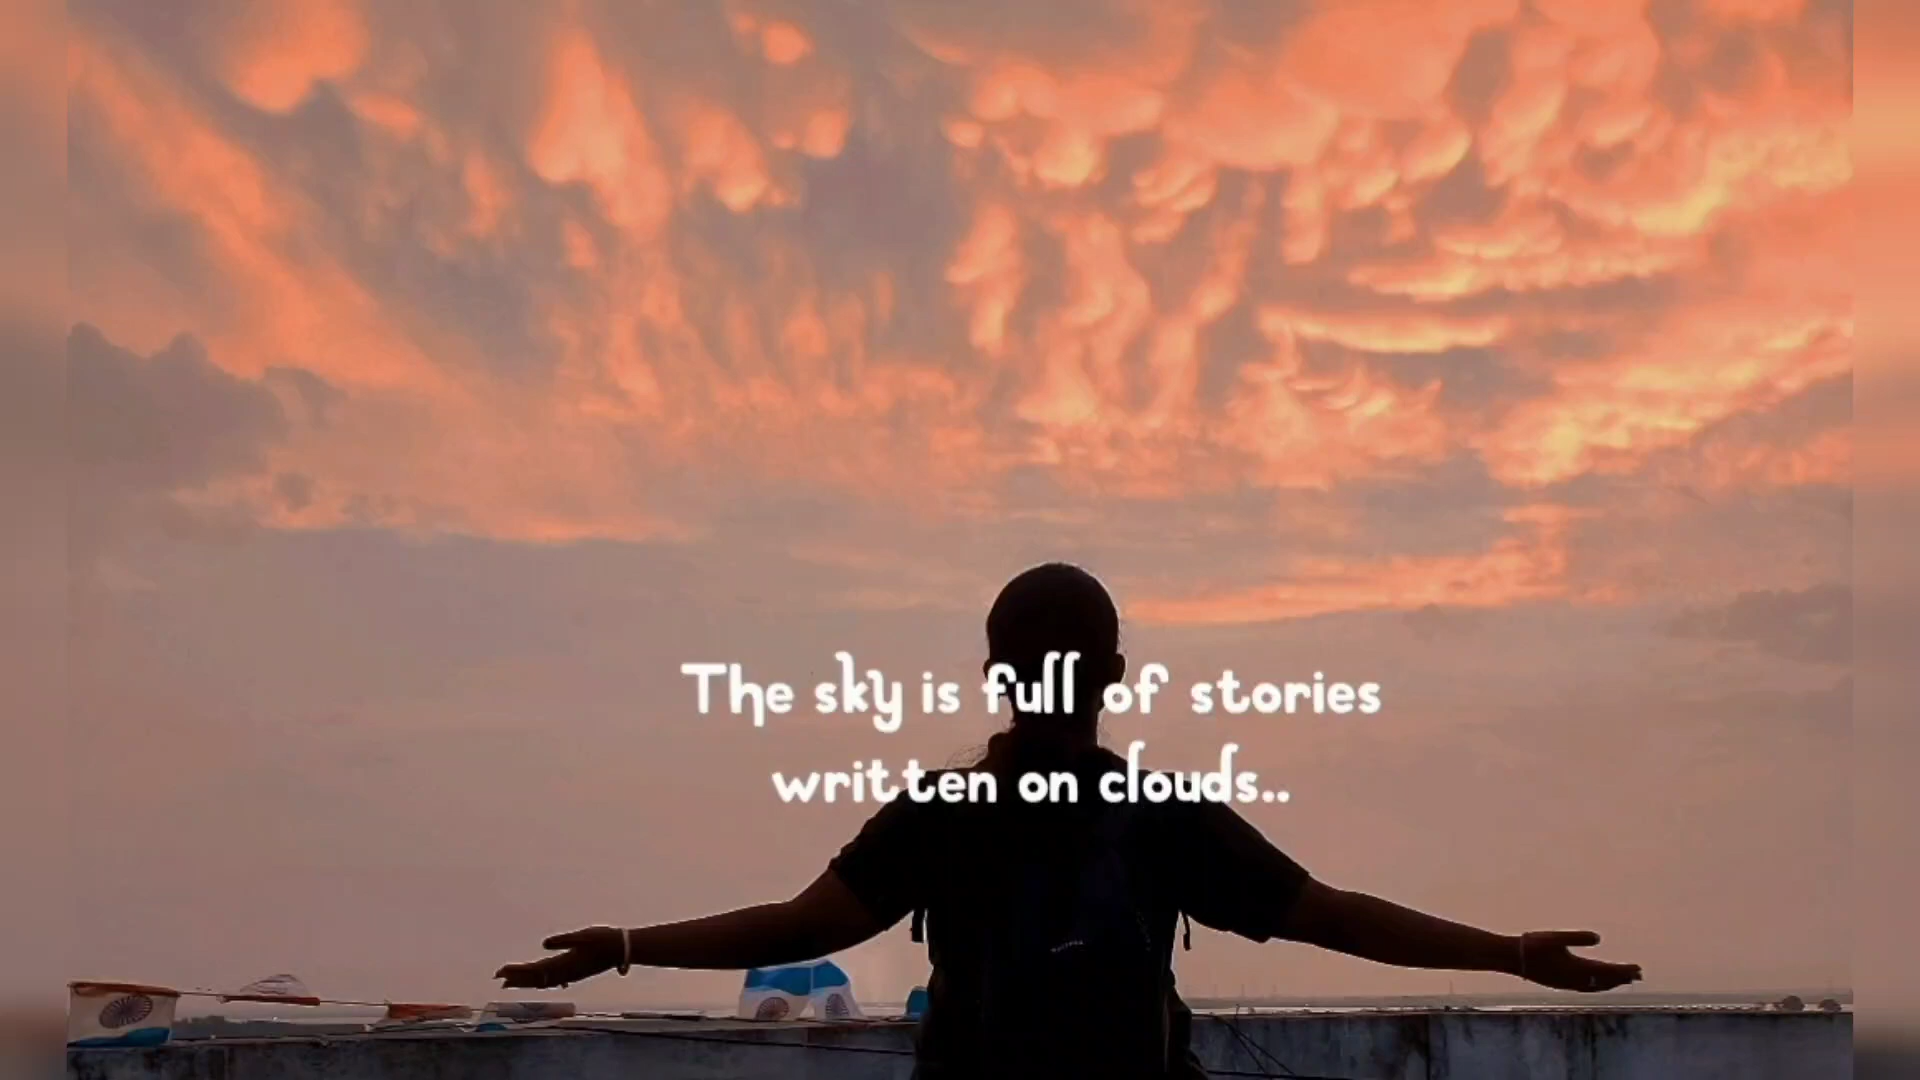 The sky is full of stories
written on clouds..